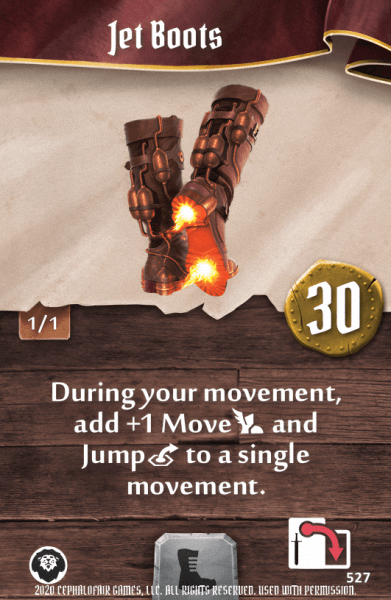 Jet Boots
1/1
30
During your movement,
add +1 Move and
Jump to a single
movement.
527
2020 CEPHALOFAIR GAMES, LLC. ALL RIGHTS RESERVED. USED WITH PERMISSION.